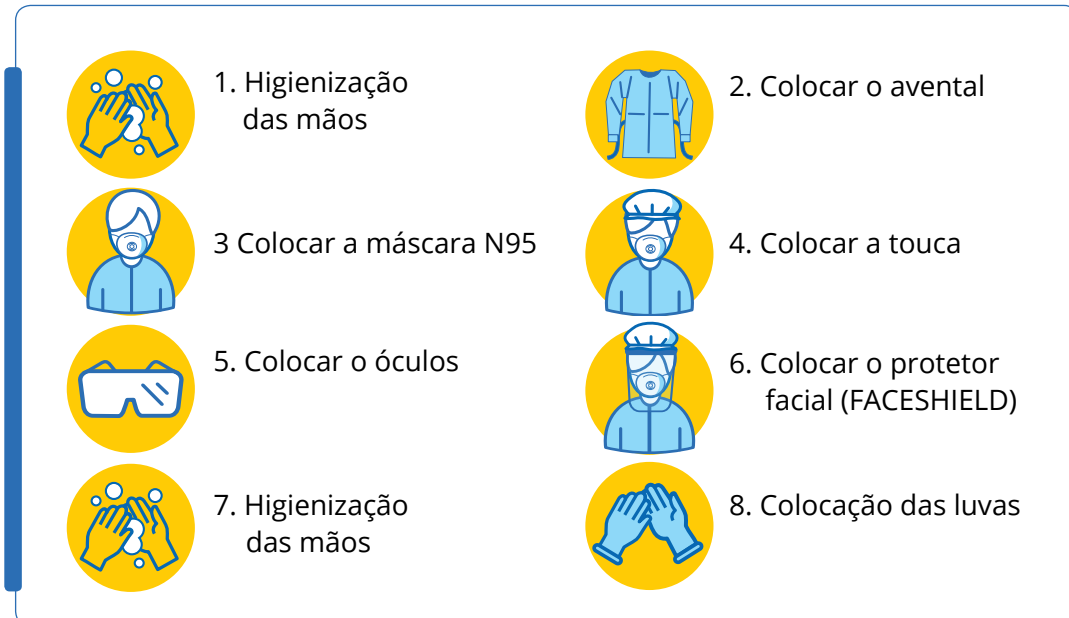 1. Higienização
das mãos
2. Colocar o avental
3 Colocar a máscara N95
4. Colocar a touca
5. Colocar o óculos
6. Colocar o protetor
facial (FACESHIELD)
7. Higienização
das mãos
8. Colocação das luvas